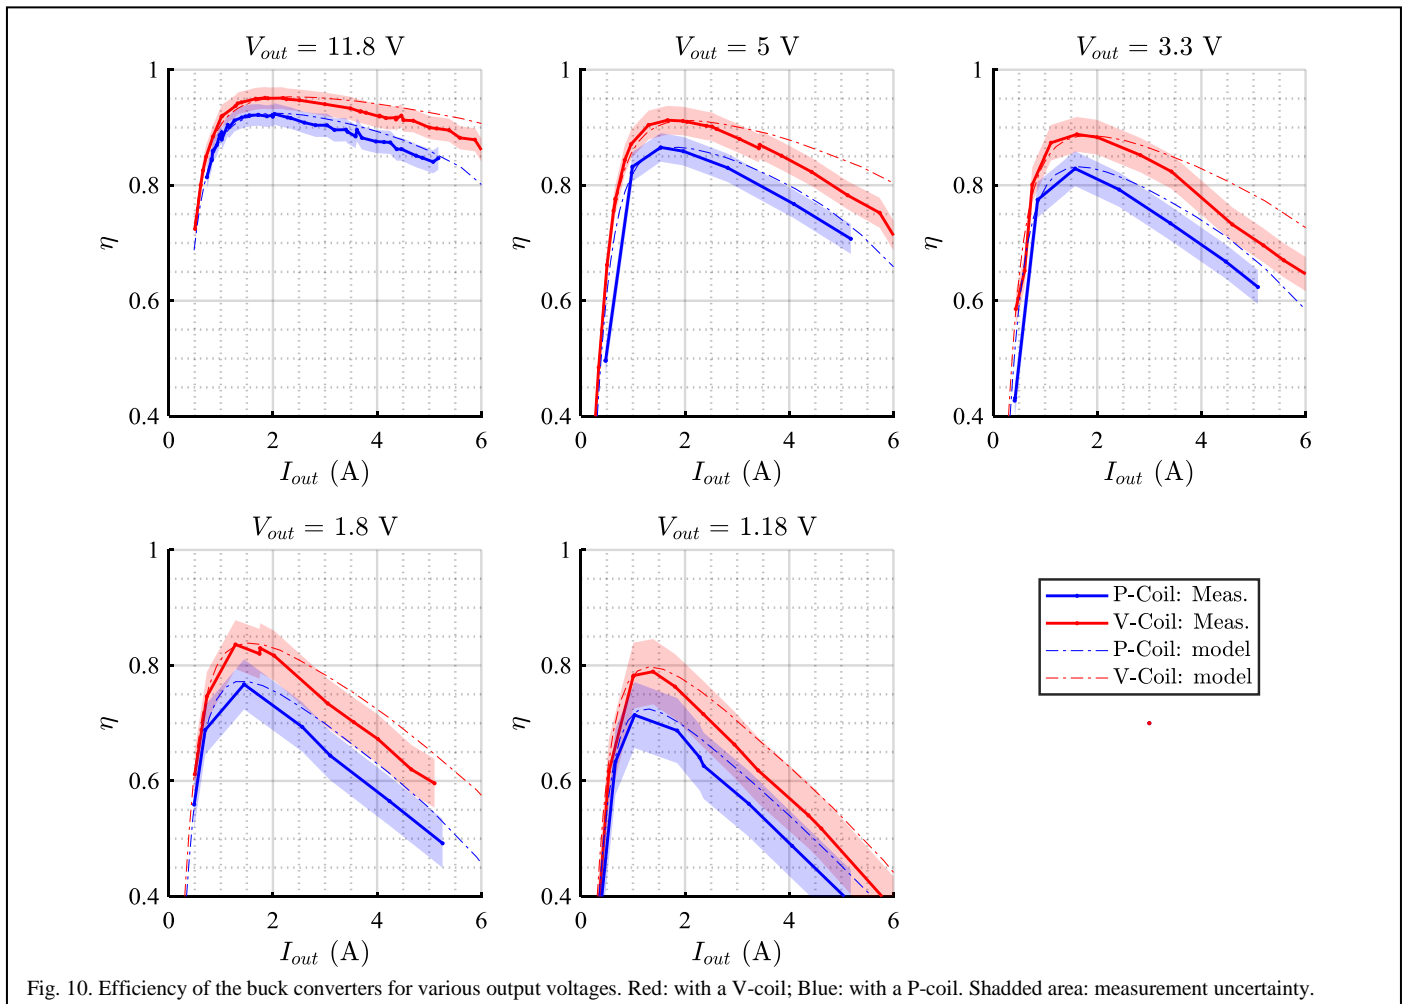 V_out = 11.8 V
1
0.8
0.6
0.4
η
0 2 4 6
I_out (A)
V_out = 5 V
1
0.8
0.6
0.4
η
0 2 4 6
I_out (A)
V_out = 3.3 V
1
0.8
0.6
0.4
η
0 2 4 6
I_out (A)
V_out = 1.8 V
1
0.8
0.6
0.4
η
0 2 4 6
I_out (A)
V_out = 1.18 V
1
0.8
0.6
0.4
η
0 2 4 6
I_out (A)
P-Coil: Meas.
V-Coil: Meas.
P-Coil: model
V-Coil: model
Fig. 10. Efficiency of the buck converters for various output voltages. Red: with a V-coil; Blue: with a P-coil. Shadded area: measurement uncertainty.